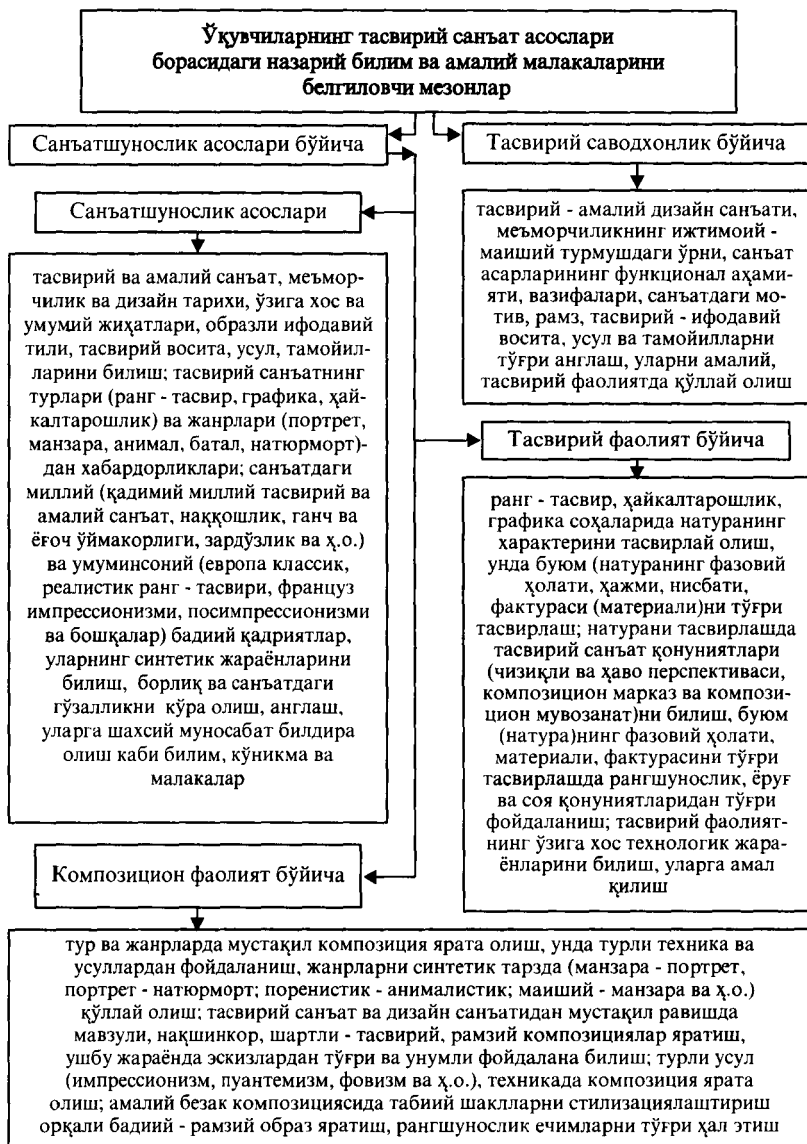 Ўқувчиларнинг тасвирий санъат асослари
борасидаги назарий билим ва амалий малакаларини
белгиловчи мезонлар
Санъатшунослик асослари бўйича
Тасвирий саводхонлик бўйича
Санъатшунослик асослари
тасвирий ва амалий санъат, меъмор-
чилик ва дизайн тарихи, ўзига хос ва
умумий жиҳатлари, образли ифодавий
тили, тасвирий восита, усул, тамойил-
ларини билиш; тасвирий санъатнинг
турлари (ранг - тасвир, графика, ҳай-
калтарошлик) ва жанрлари (портрет,
манзара, анимал, батал, натюрморт)-
дан хабардорликлари; санъатдаги
миллий (қадимий миллий тасвирий ва
амалий санъат, наққошлик, ганч ва
ёғоч ўймакорлиги, зардўзлик ва ҳ.о.)
ва умуминсоний (европа классик,
реалистик ранг - тасвири, француз
импрессионизми, посимпрессионизми
ва бошқалар) бадиий қадриятлар,
уларнинг синтетик жараёнларини
билиш, борлиқ ва санъатдаги
гўзалликни кўра олиш, англаш,
уларга шахсий муносабат билдира
олиш каби билим, кўникма ва
малакалар
тасвирий - амалий дизайн санъати,
меъморчиликнинг ижтимоий -
маиший турмушдаги ўрни, санъат
асарларининг функционал аҳами-
яти, вазифалари, санъатдаги мо-
тив, рамз, тасвирий - ифодавий
восита, усул ва тамойилларни
тўғри англаш, уларни амалий,
тасвирий фаолиятда қўллай олиш
Тасвирий фаолият бўйича
ранг - тасвир, ҳайкалтарошлик,
графика соҳаларида натуранинг
характерини тасвирлай олиш,
унда буюм (натуранинг фазовий
ҳолати, ҳажми, нисбати,
фактураси (материали)ни тўғри
тасвирлаш; натурани тасвирлашда
тасвирий санъат қонуниятлари
(чизиқли ва ҳаво перспективаси,
композицион марказ ва компози-
цион мувозанат)ни билиш, буюм
(натура)нинг фазовий ҳолати,
материали, фактурасини тўғри
тасвирлашда рангшунослик, ёруғ
ва соя қонуниятларидан тўғри
фойдаланиш; тасвирий фаолият-
нинг ўзига хос технологик жара-
ёнларини билиш, уларга амал
қилиш
Композицион фаолият бўйича
тур ва жанрларда мустақил композиция ярата олиш, унда турли техника ва
усуллардан фойдаланиш, жанрларни синтетик тарзда (манзара - портрет,
портрет - натюрморт; поренистик - анималистик; маиший - манзара ва ҳ.о.)
қўллай олиш; тасвирий санъат ва дизайн санъатидан мустақил равишда
мавзули, нақшинкор, шартли - тасвирий, рамзий композициялар яратиш,
ушбу жараёнда эскизлардан тўғри ва унумли фойдалана билиш; турли усул
(импрессионизм, пуантемизм, фовизм ва ҳ.о.), техникада композиция ярата
олиш; амалий безак композициясида табиий шаклларни стилизациялаштириш
орқали бадиий - рамзий образ яратиш, рангшунослик ечимларни тўғри ҳал этиш